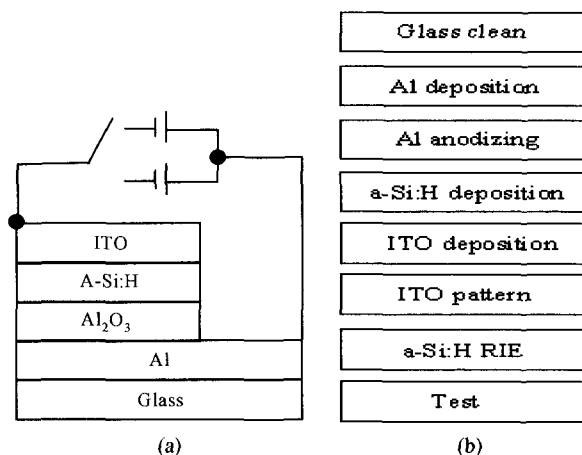 ITO
A-Si:H
Al₂O₃
Al
Glass
(a)
Glass clean
Al deposition
Al anodizing
a-Si:H deposition
ITO deposition
ITO pattern
a-Si:H RIE
Test
(b)